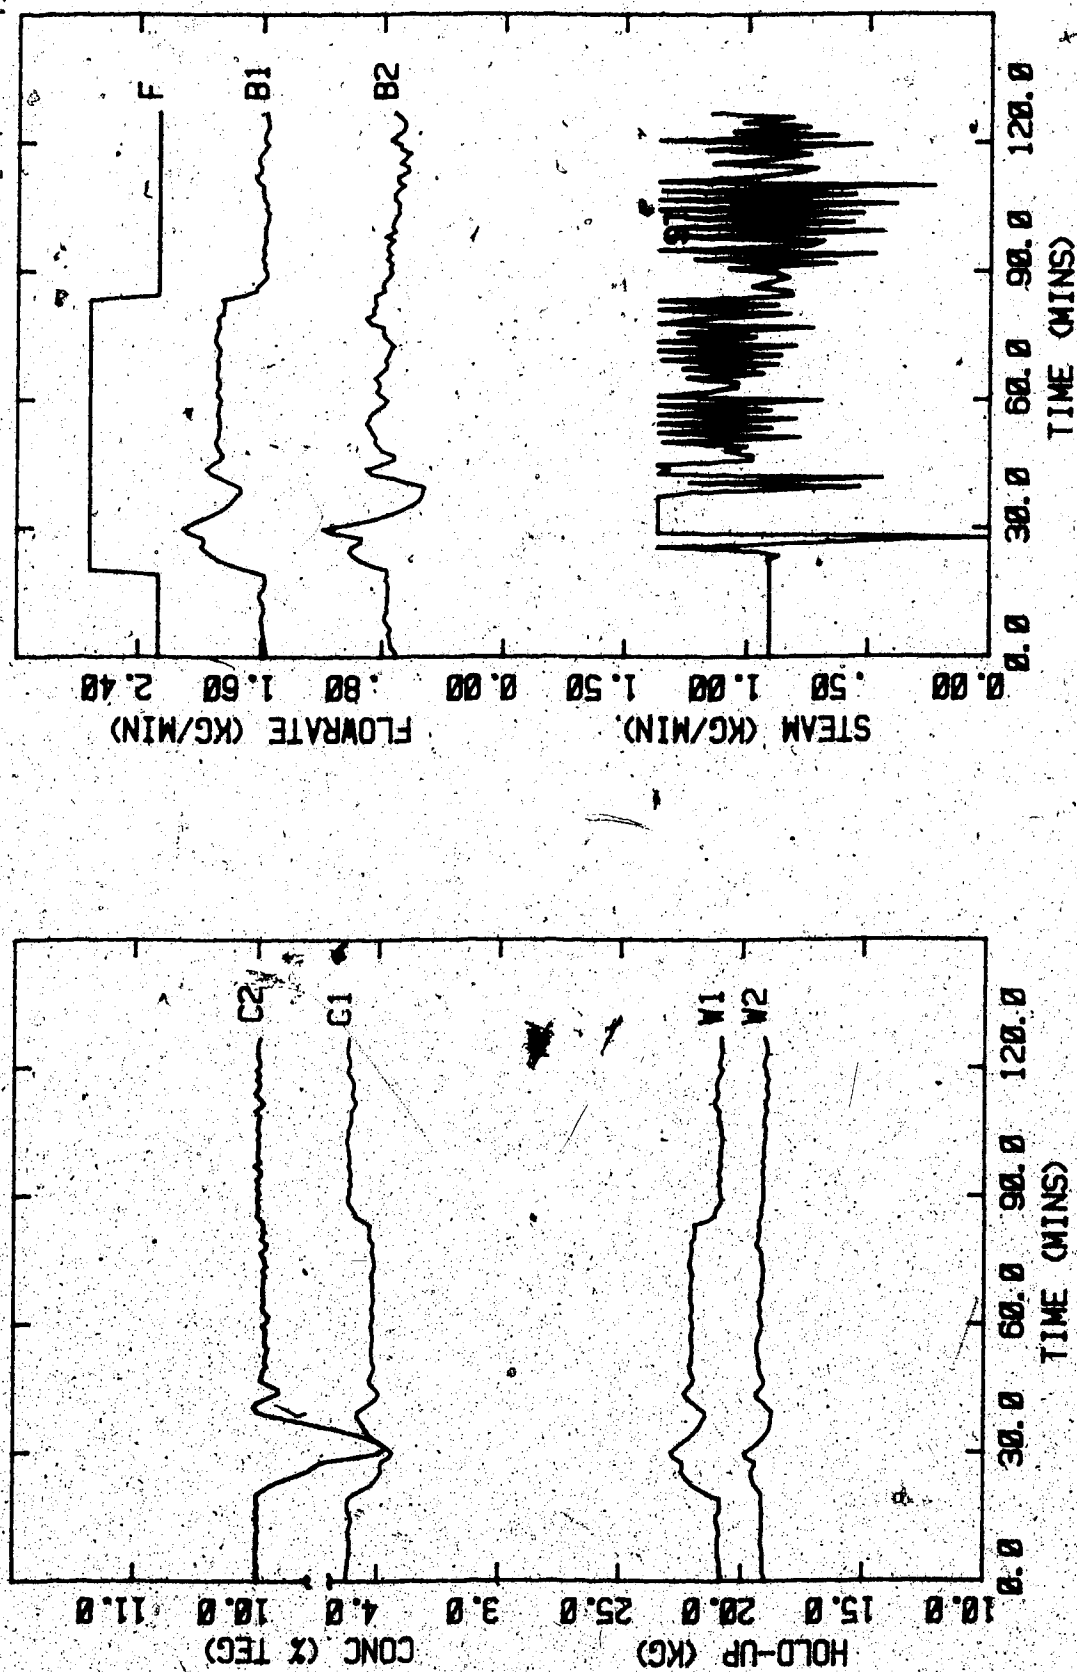 F
B1
B2
ST
2.40
1.60
.80
0.00
FLOWRATE (KG/MIN)
1.50
1.00
.50
0.00
STEAM (KG/MIN)
0.0
30.0
60.0
90.0
120.0
TIME (MINS)
C2
C1
W1
W2
11.0
10.0
4.0
3.0
CONC (% TEG)
25.0
20.0
15.0
10.0
HOLD-UP (KG)
0.0
30.0
60.0
90.0
120.0
TIME (MINS)